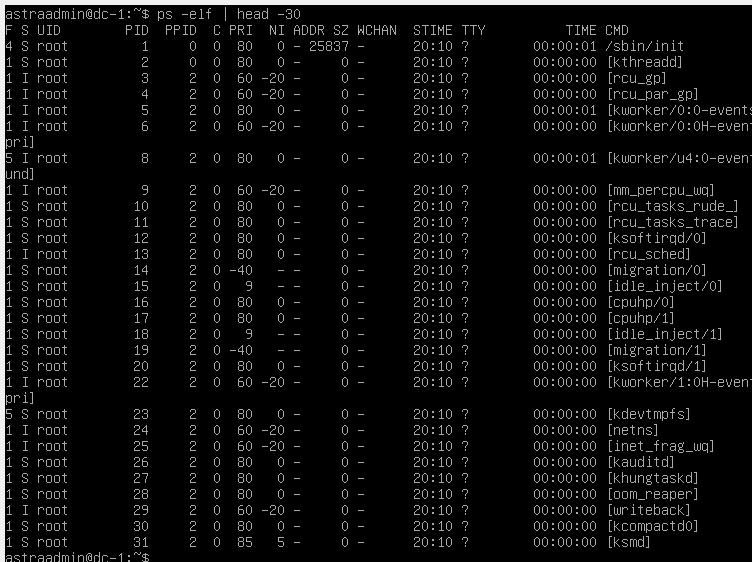 astraadmin@dc-1:~$ ps -elf | head -30
F S UID        PID  PPID  C PRI  NI ADDR SZ WCHAN  STIME TTY          TIME CMD
4 S root         1     0  0  80   0 - 25837 -      20:10 ?        00:00:01 /sbin/init
1 S root         2     0  0  80   0 -     0 -      20:10 ?        00:00:00 [kthreadd]
1 I root         3     2  0  60 -20 -     0 -      20:10 ?        00:00:00 [rcu_gp]
1 I root         4     2  0  60 -20 -     0 -      20:10 ?        00:00:00 [rcu_par_gp]
1 I root         5     2  0  80   0 -     0 -      20:10 ?        00:00:01 [kworker/0:0-events
1 I root         6     2  0  60 -20 -     0 -      20:10 ?        00:00:00 [kworker/0:0H-even
pri]
5 I root         8     2  0  80   0 -     0 -      20:10 ?        00:00:01 [kworker/u4:0-even
und]
1 I root         9     2  0  60 -20 -     0 -      20:10 ?        00:00:00 [mm_percpu_wq]
1 S root        10     2  0  80   0 -     0 -      20:10 ?        00:00:00 [rcu_tasks_rude_]
1 S root        11     2  0  80   0 -     0 -      20:10 ?        00:00:00 [rcu_tasks_trace]
1 S root        12     2  0  80   0 -     0 -      20:10 ?        00:00:00 [ksoftirqd/0]
1 I root        13     2  0  80   0 -     0 -      20:10 ?        00:00:00 [rcu_sched]
1 S root        14     2  0 -40   - -     0 -      20:10 ?        00:00:00 [migration/0]
1 S root        15     2  0   9   - -     0 -      20:10 ?        00:00:00 [idle_inject/0]
1 S root        16     2  0  80   0 -     0 -      20:10 ?        00:00:00 [cpuhp/0]
1 S root        17     2  0  80   0 -     0 -      20:10 ?        00:00:00 [cpuhp/1]
1 S root        18     2  0   9   - -     0 -      20:10 ?        00:00:00 [idle_inject/1]
1 S root        19     2  0 -40   - -     0 -      20:10 ?        00:00:00 [migration/1]
1 S root        20     2  0  80   0 -     0 -      20:10 ?        00:00:00 [ksoftirqd/1]
1 I root        22     2  0  60 -20 -     0 -      20:10 ?        00:00:00 [kworker/1:0H-even
pri]
5 S root        23     2  0  80   0 -     0 -      20:10 ?        00:00:00 [kdevtmpfs]
1 I root        24     2  0  60 -20 -     0 -      20:10 ?        00:00:00 [netns]
1 I root        25     2  0  60 -20 -     0 -      20:10 ?        00:00:00 [inet_frag_wq]
1 S root        26     2  0  80   0 -     0 -      20:10 ?        00:00:00 [kauditd]
1 S root        27     2  0  80   0 -     0 -      20:10 ?        00:00:00 [khungtaskd]
1 S root        28     2  0  80   0 -     0 -      20:10 ?        00:00:00 [oom_reaper]
1 I root        29     2  0  60 -20 -     0 -      20:10 ?        00:00:00 [writeback]
1 S root        30     2  0  80   0 -     0 -      20:10 ?        00:00:00 [kcompactd0]
1 S root        31     2  0  85   5 -     0 -      20:10 ?        00:00:00 [ksmd]
astraadmin@dc-1:~$